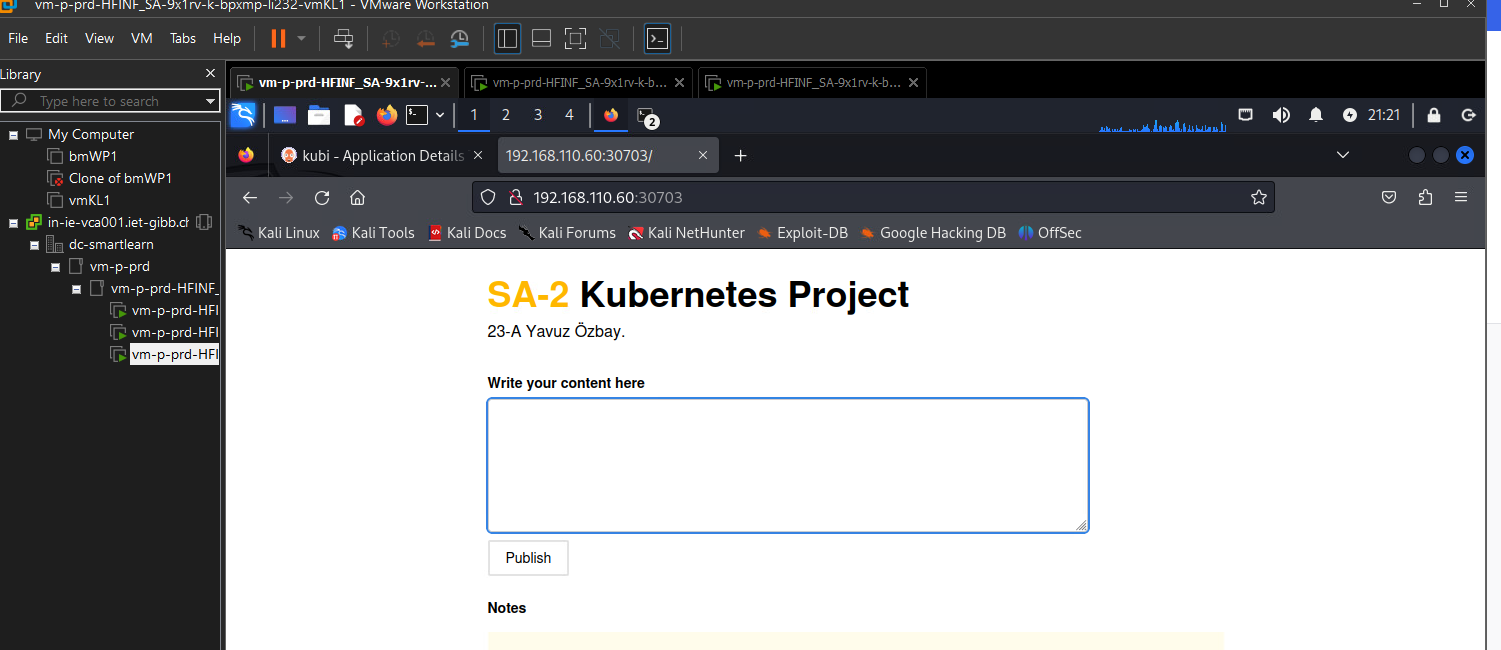 vm-p-prd-HFINF_SA-9x1rv-k-bpxmp-li232-vmKL1 - VMware Workstation
File Edit View VM Tabs Help
Library
Type here to search
My Computer
bmWP1
Clone of bmWP1
vmKL1
in-ie-vca001.iet-gibb.ch
dc-smartlearn
vm-p-prd
vm-p-prd-HFINF_
vm-p-prd-HFI
vm-p-prd-HFI
vm-p-prd-HFI
vm-p-prd-HFINF_SA-9x1rv-... vm-p-prd-HFINF_SA-9x1rv-k-b... vm-p-prd-HFINF_SA-9x1rv-k-b...
1 2 3 4 2 21:21
kubi - Application Details 192.168.110.60:30703/
192.168.110.60:30703
Kali Linux Kali Tools Kali Docs Kali Forums Kali NetHunter Exploit-DB Google Hacking DB OffSec
SA-2 Kubernetes Project
23-A Yavuz Özbay.
Write your content here
Publish
Notes